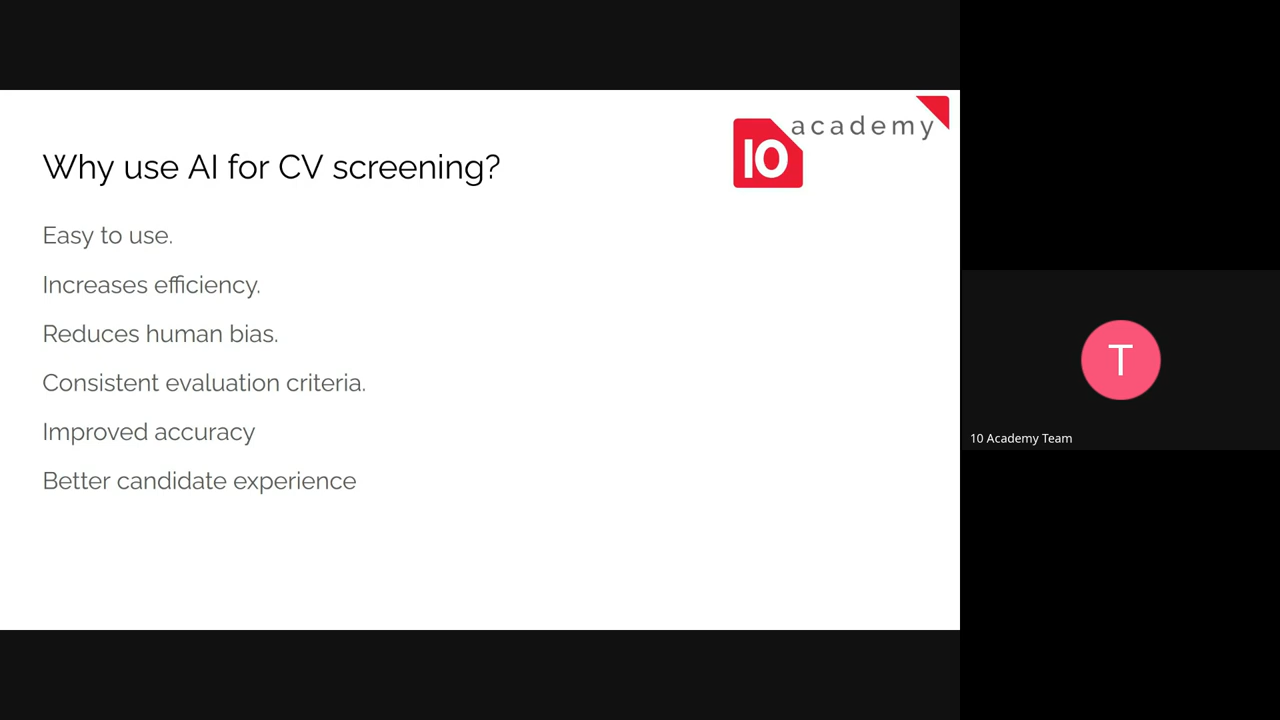 10 academy
Why use AI for CV screening?
Easy to use.
Increases efficiency.
Reduces human bias.
Consistent evaluation criteria.
Improved accuracy
Better candidate experience
T
10 Academy Team